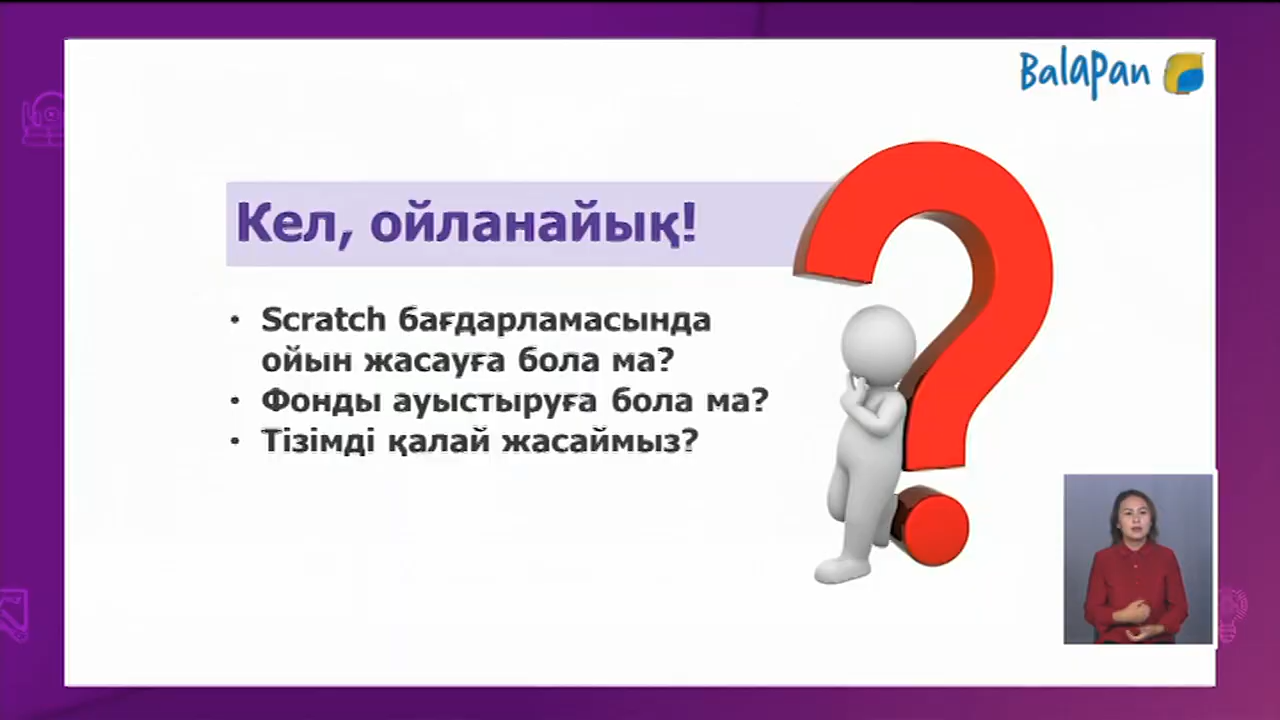 Balapan
Кел, ойланайық!
• Scratch бағдарламасында
ойын жасауға бола ма?
• Фонды ауыстыруға бола ма?
• Тізімді қалай жасаймыз?